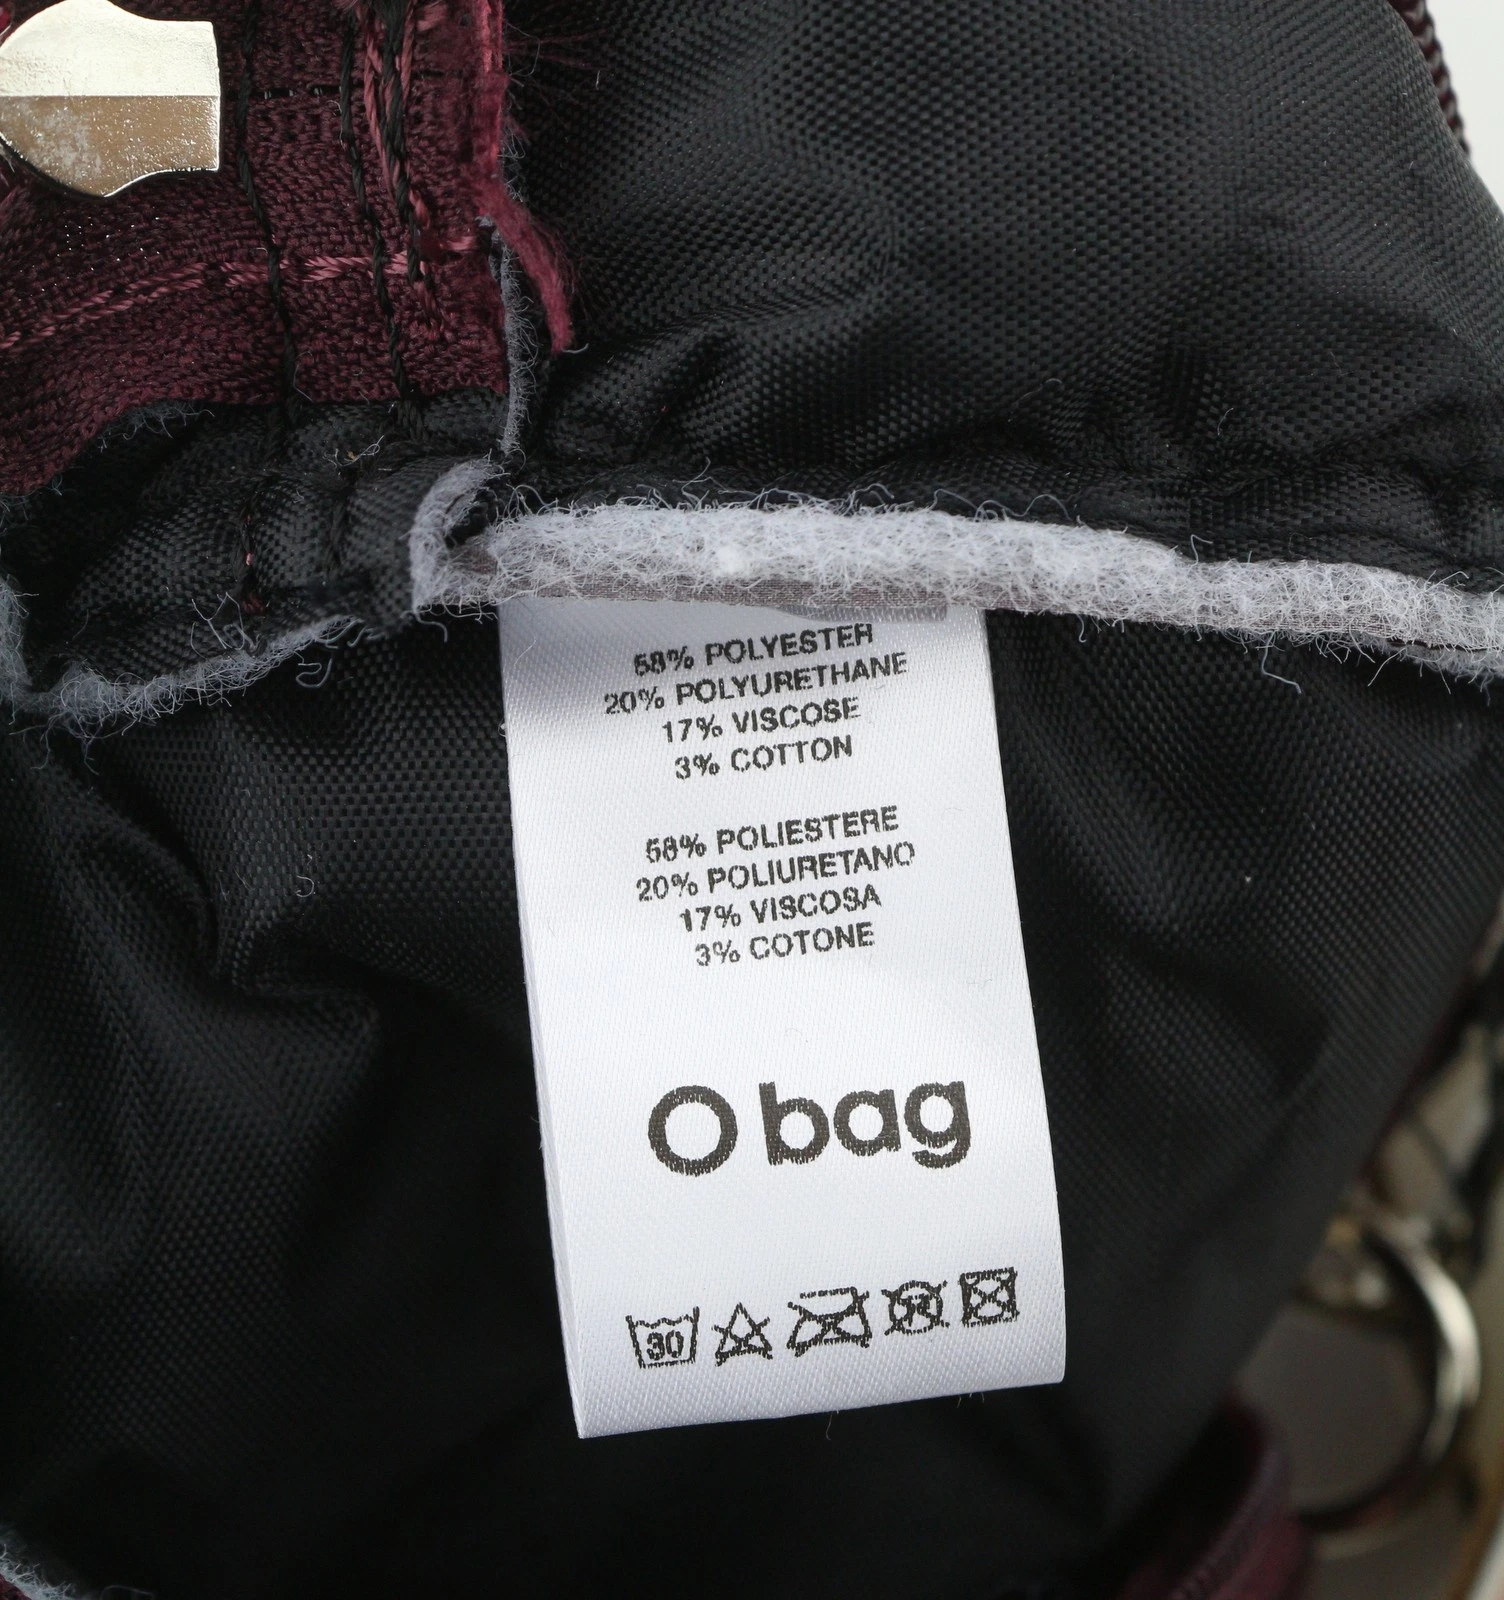 58% POLYESTER
20% POLYURETHANE
17% VISCOSE
3% COTTON
58% POLIESTERE
20% POLIURETANO
17% VISCOSA
3% COTONE
O bag
30